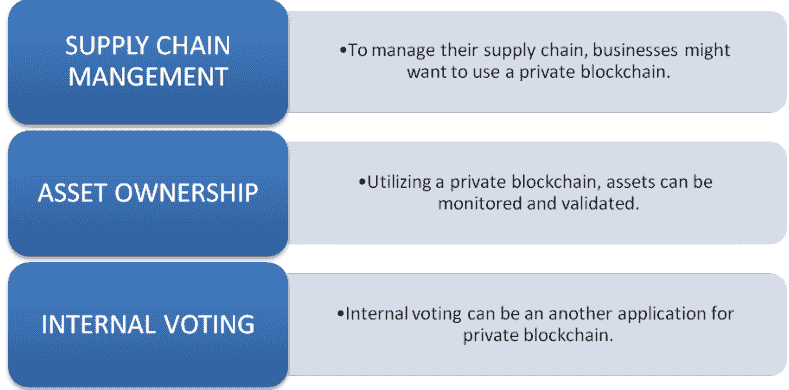 SUPPLY CHAIN
MANGEMENT
•To manage their supply chain, businesses might
want to use a private blockchain.
ASSET OWNERSHIP
•Utilizing a private blockchain, assets can be
monitored and validated.
INTERNAL VOTING
•Internal voting can be an another application for
private blockchain.